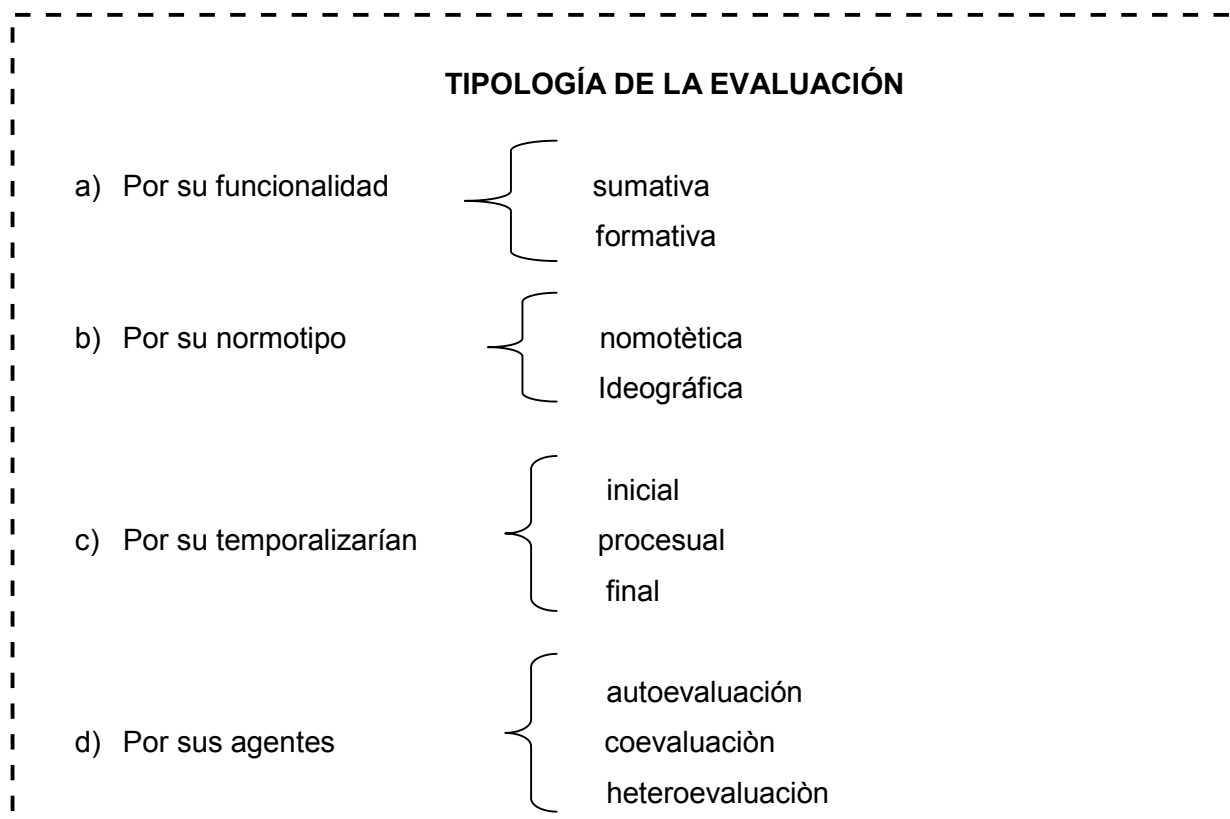 TIPOLOGÍA DE LA EVALUACIÓN
a) Por su funcionalidad
sumativa
formativa
b) Por su normotipo
nomotètica
Ideográfica
c) Por su temporalizarían
inicial
procesual
final
d) Por sus agentes
autoevaluación
coevaluaciòn
heteroevaluaciòn